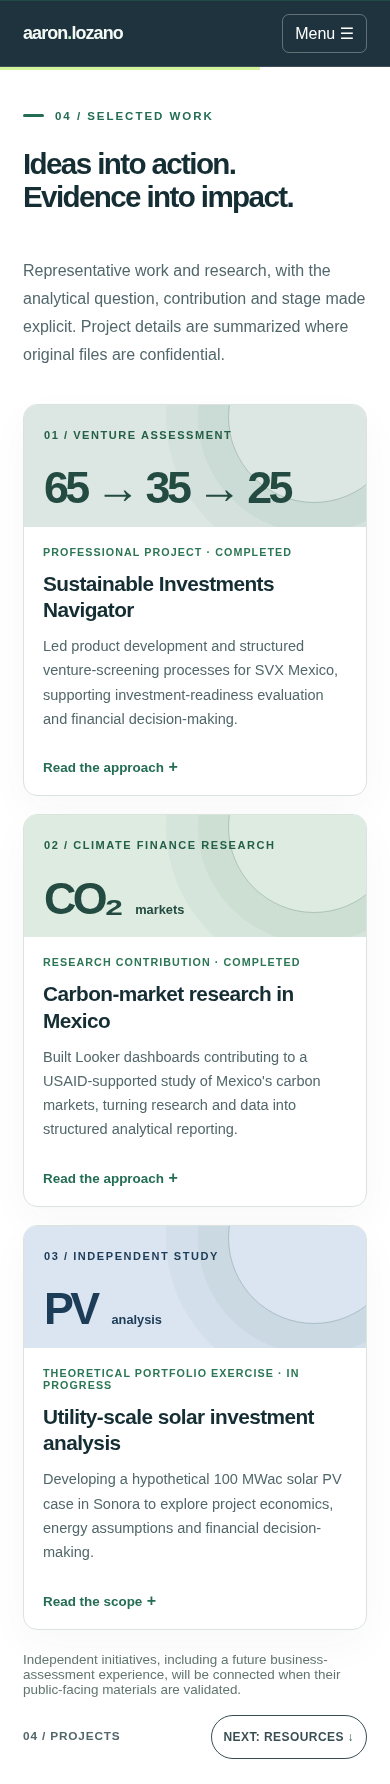 aaron.lozano
Menu ☰
04 / SELECTED WORK
Ideas into action.
Evidence into impact.
Representative work and research, with the
analytical question, contribution and stage made
explicit. Project details are summarized where
original files are confidential.
01 / VENTURE ASSESSMENT
65 → 35 → 25
PROFESSIONAL PROJECT · COMPLETED
Sustainable Investments
Navigator
Led product development and structured
venture-screening processes for SVX Mexico,
supporting investment-readiness evaluation
and financial decision-making.
Read the approach +
02 / CLIMATE FINANCE RESEARCH
CO₂ markets
RESEARCH CONTRIBUTION · COMPLETED
Carbon-market research in
Mexico
Built Looker dashboards contributing to a
USAID-supported study of Mexico's carbon
markets, turning research and data into
structured analytical reporting.
Read the approach +
03 / INDEPENDENT STUDY
PV analysis
THEORETICAL PORTFOLIO EXERCISE · IN
PROGRESS
Utility-scale solar investment
analysis
Developing a hypothetical 100 MWac solar PV
case in Sonora to explore project economics,
energy assumptions and financial decision-
making.
Read the scope +
Independent initiatives, including a future business-
assessment experience, will be connected when their
public-facing materials are validated.
04 / PROJECTS
NEXT: RESOURCES ↓